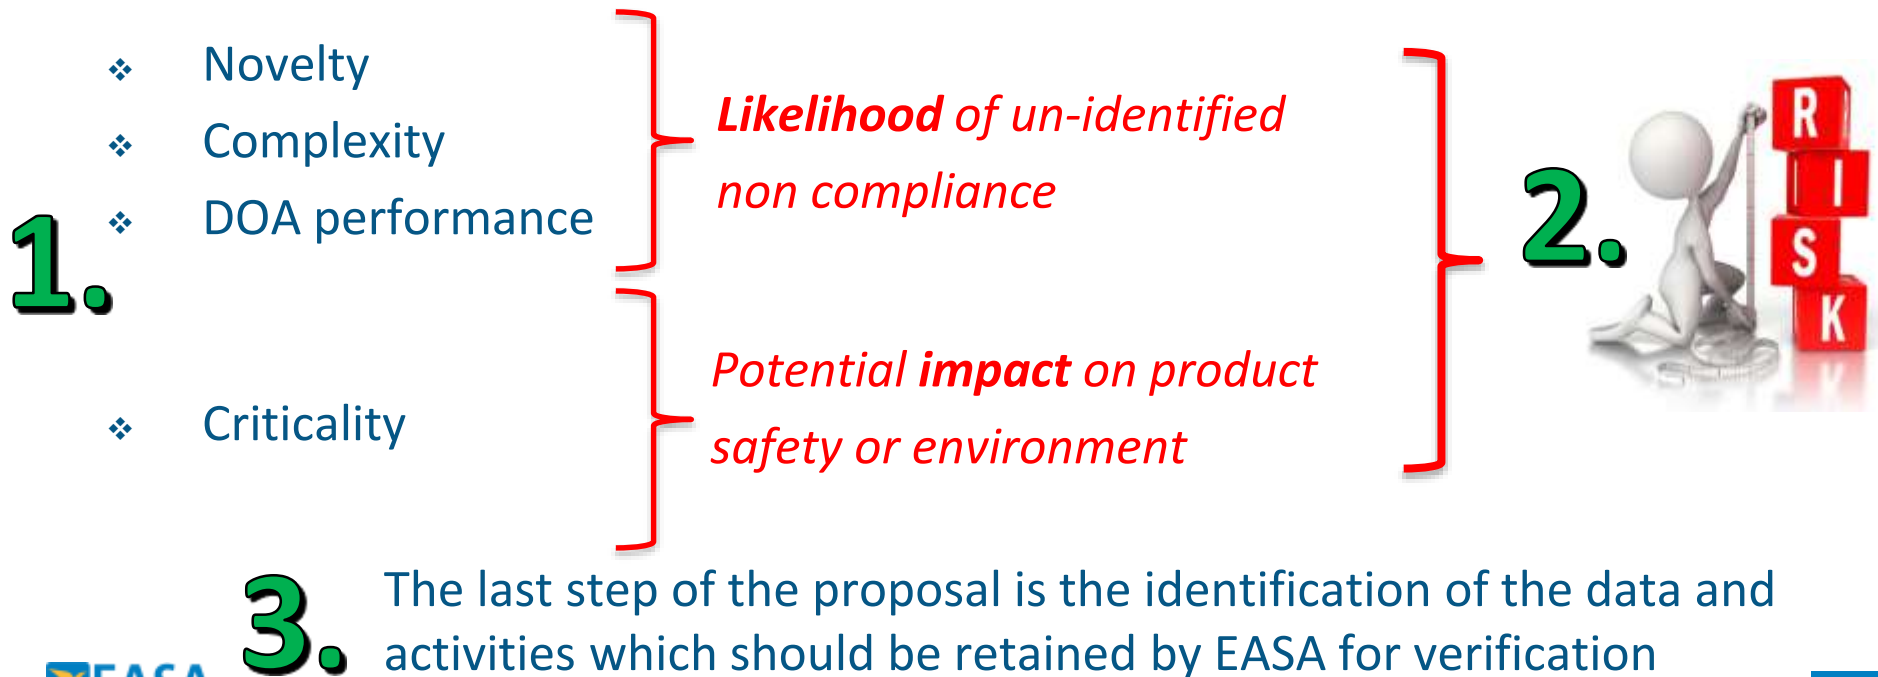 Novelty
Complexity
DOA performance
1.
Criticality
Likelihood of un-identified
non compliance
Potential impact on product
safety or environment
2.
R
I
S
K
3.
The last step of the proposal is the identification of the data and
activities which should be retained by EASA for verification
EASA